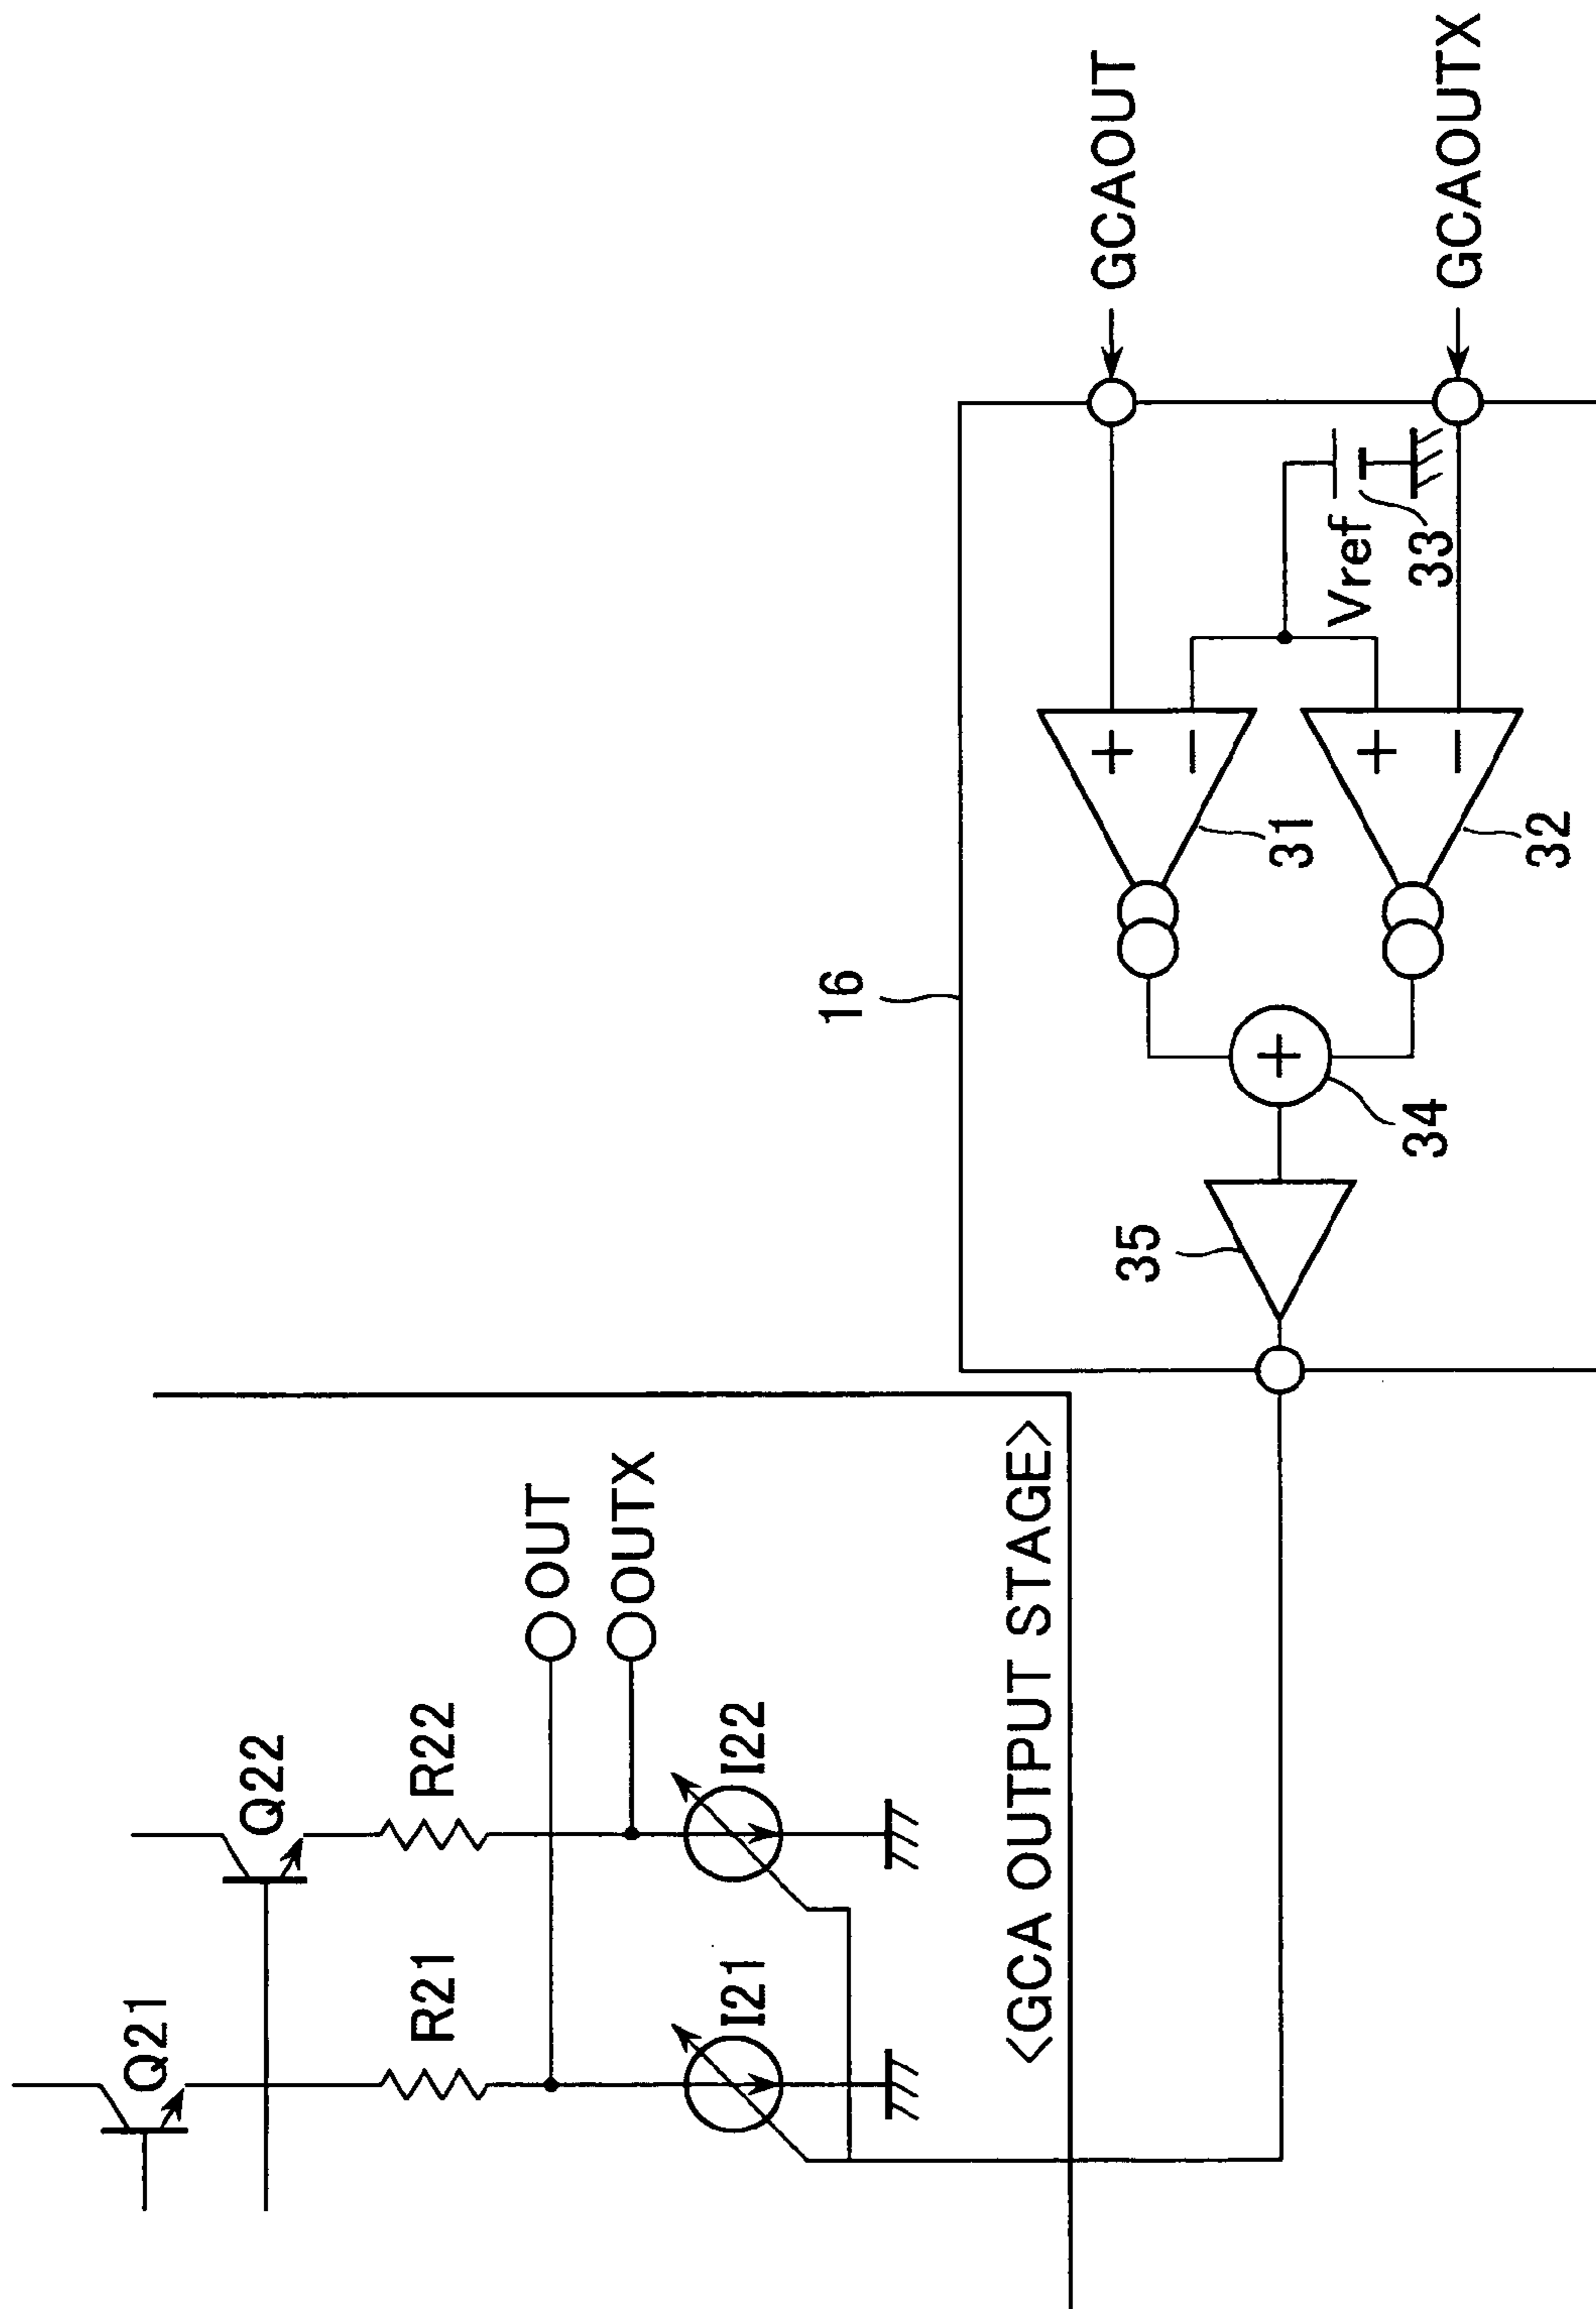 Q21
Q22
R21
R22
OUT
OUTX
I21
I22
<GCA OUTPUT STAGE>
16
35
34
31
32
+
−
+
−
+
Vref
33
GCAOUT
GCAOUTX